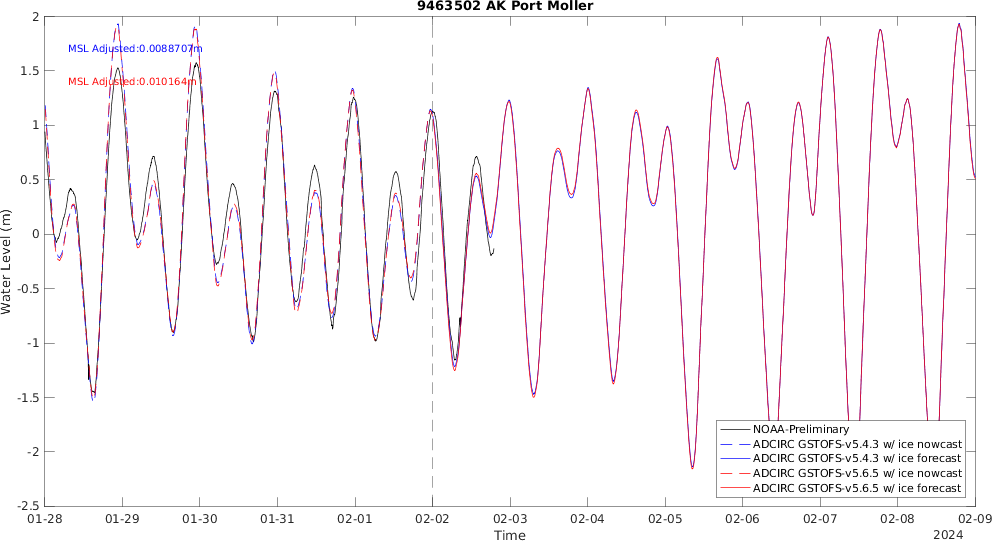 9463502 AK Port Moller
MSL Adjusted:0.0088707m
MSL Adjusted:0.010164m
Water Level (m)
2
1.5
1
0.5
0
-0.5
-1
-1.5
-2
-2.5
NOAA-Preliminary
ADCIRC GSTOFS-v5.4.3 w/ ice nowcast
ADCIRC GSTOFS-v5.4.3 w/ ice forecast
ADCIRC GSTOFS-v5.6.5 w/ ice nowcast
ADCIRC GSTOFS-v5.6.5 w/ ice forecast
01-28 01-29 01-30 01-31 02-01 02-02 02-03 02-04 02-05 02-06 02-07 02-08 02-09
Time
2024